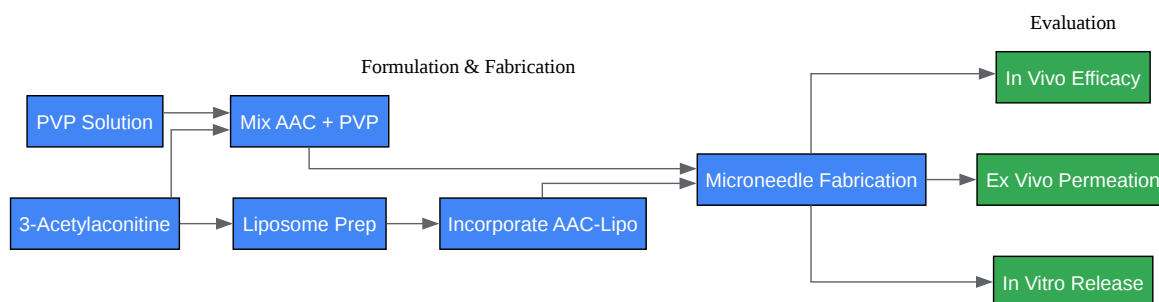 Evaluation
Formulation & Fabrication
In Vivo Efficacy
PVP Solution
Mix AAC + PVP
Microneedle Fabrication
Ex Vivo Permeation
3-Acetylaconitine
Liposome Prep
Incorporate AAC-Lipo
In Vitro Release